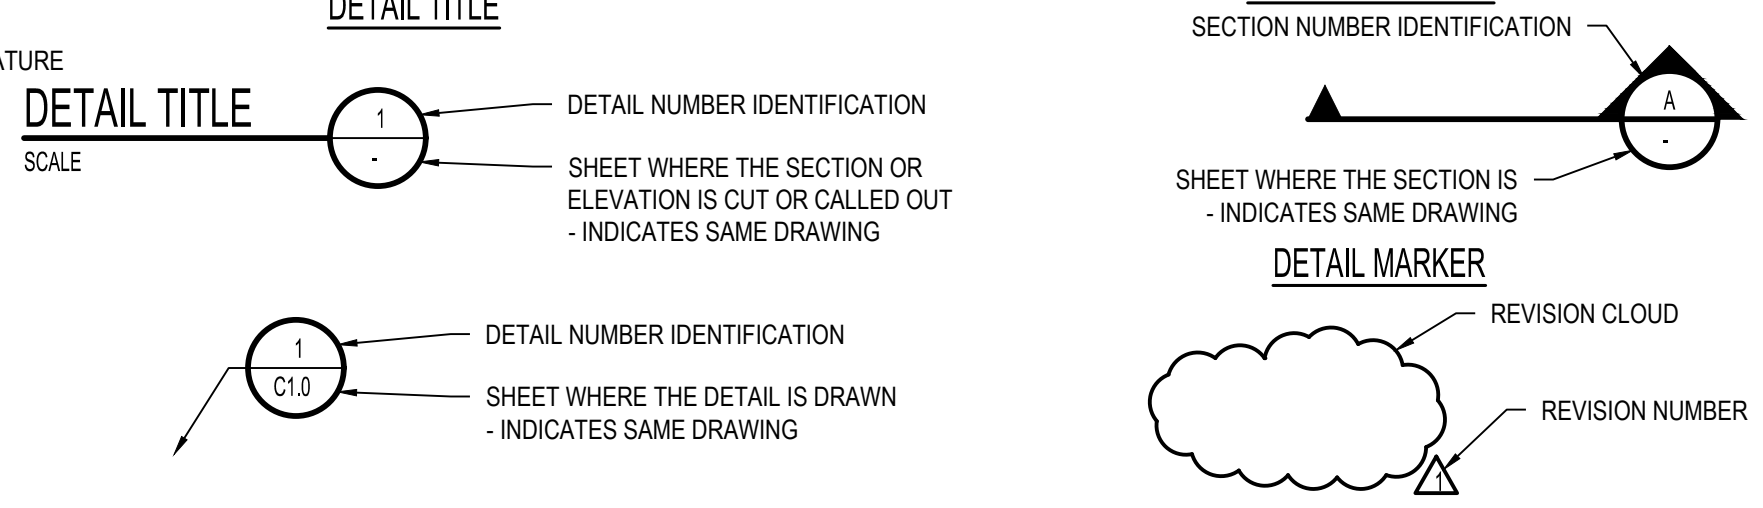 DETAIL TITLE
DETAIL TITLE
SCALE
1
-
DETAIL NUMBER IDENTIFICATION
SHEET WHERE THE SECTION OR
ELEVATION IS CUT OR CALLED OUT
- INDICATES SAME DRAWING
1
C1.0
DETAIL NUMBER IDENTIFICATION
SHEET WHERE THE DETAIL IS DRAWN
- INDICATES SAME DRAWING
SECTION NUMBER IDENTIFICATION
A
-
SHEET WHERE THE SECTION IS
- INDICATES SAME DRAWING
DETAIL MARKER
REVISION CLOUD
REVISION NUMBER
1